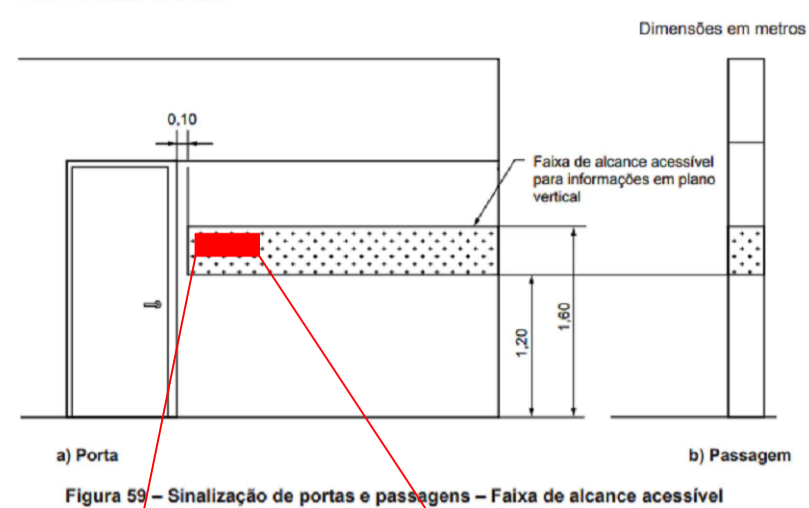 Dimensões em metros
0,10
Faixa de alcance acessível
para informações em plano
vertical
1,20
1,60
a) Porta
b) Passagem
Figura 59 – Sinalização de portas e passagens – Faixa de alcance acessível